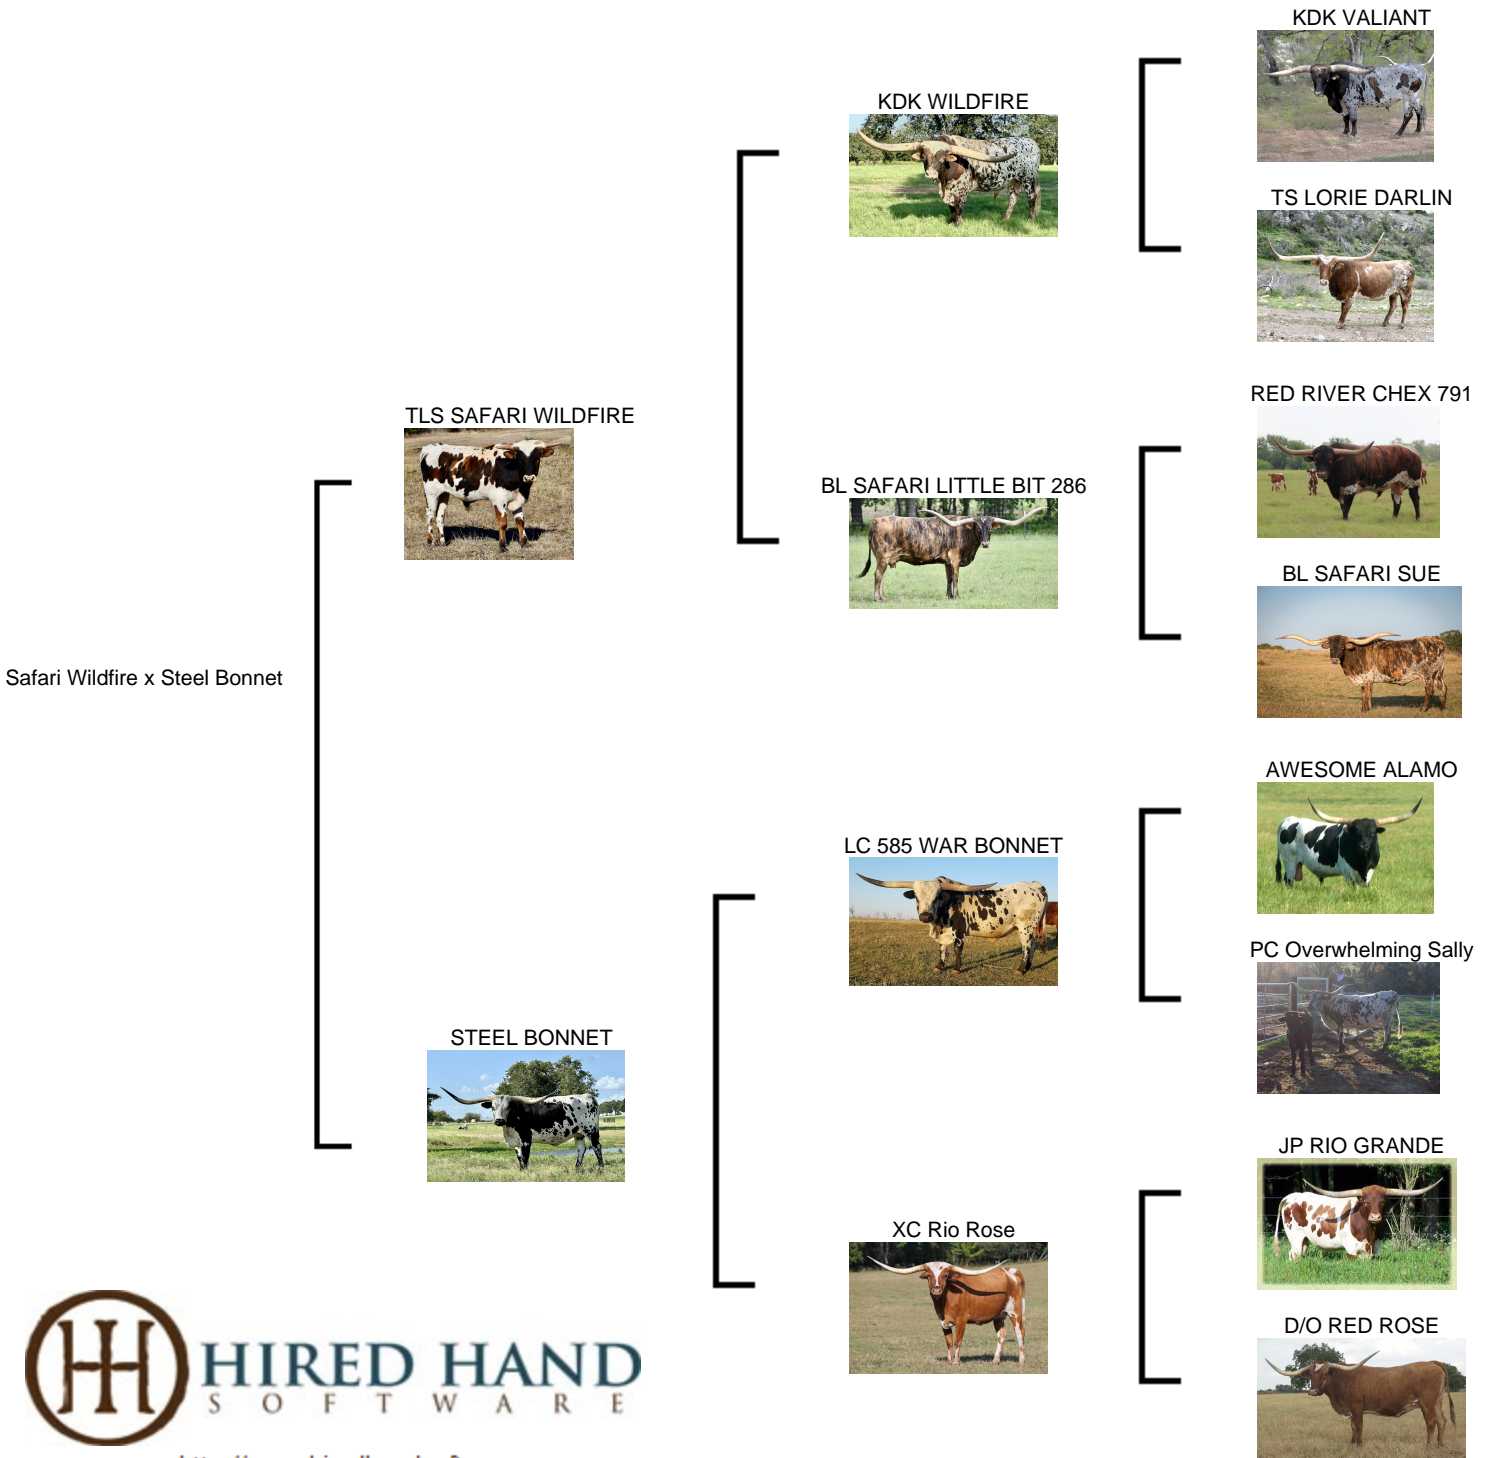 KDK VALIANT
KDK WILDFIRE
TS LORIE DARLIN
RED RIVER CHEX 791
TLS SAFARI WILDFIRE
BL SAFARI LITTLE BIT 286
BL SAFARI SUE
Safari Wildfire x Steel Bonnet
AWESOME ALAMO
LC 585 WAR BONNET
PC Overwhelming Sally
STEEL BONNET
JP RIO GRANDE
XC Rio Rose
D/O RED ROSE
HIRED HAND
SOFTWARE